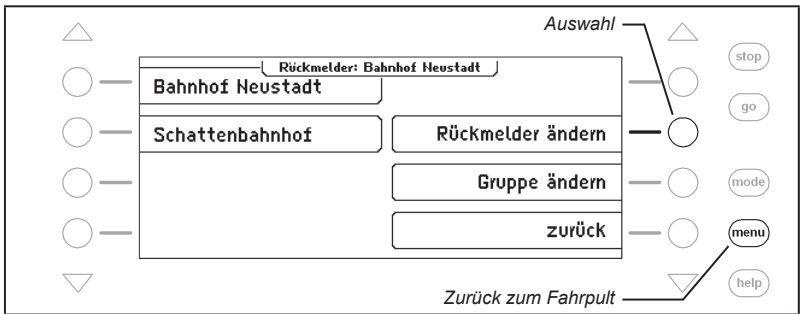 Auswahl
stop
Rückmelder: Bahnhof Neustadt
Bahnhof Neustadt
go
Schattenbahnhof
Rückmelder ändern
Gruppe ändern
mode
zurück
menu
help
Zurück zum Fahrpult